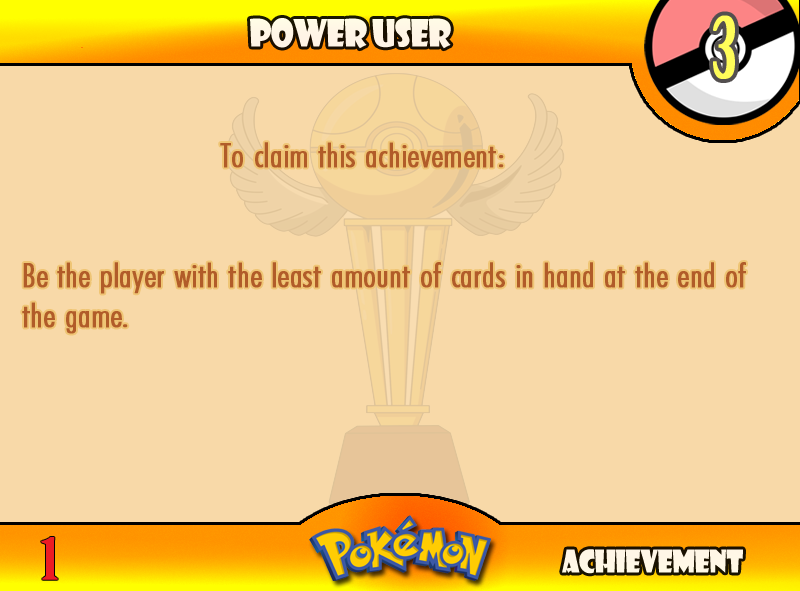 POWER USER
3
To claim this achievement:
Be the player with the least amount of cards in hand at the end of
the game.
1
POKéMON
ACHIEVEMENT